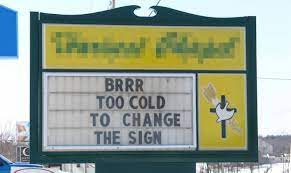 BRRR
TOO COLD
TO CHANGE
THE SIGN